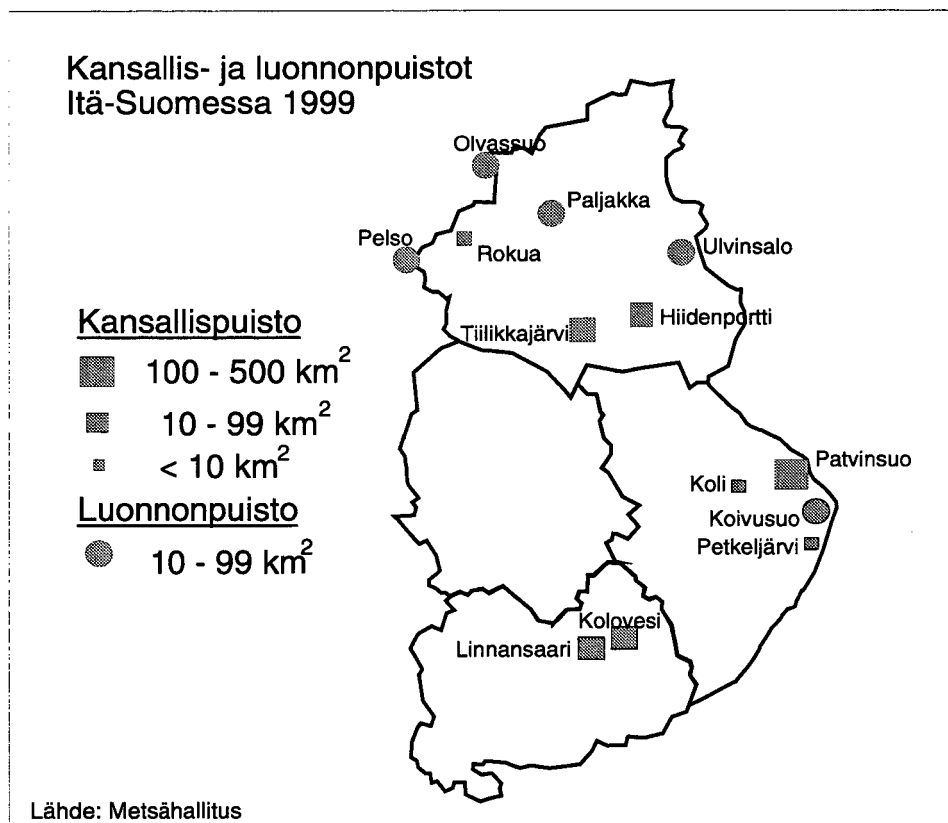 Kansallis- ja luonnonpuistot
Itä-Suomessa 1999
Olvassuo
Paljakka
Pelso
Rokua
Ulvinsalo
Kansallispuisto
Tiilikkajärvi
Hiidenportti
100 - 500 km²
10 - 99 km²
< 10 km²
Patvinsuo
Koli
Luonnonpuisto
Koivusuo
10 - 99 km²
Petkeljärvi
Kolovesi
Linnansaari
Lähde: Metsähallitus